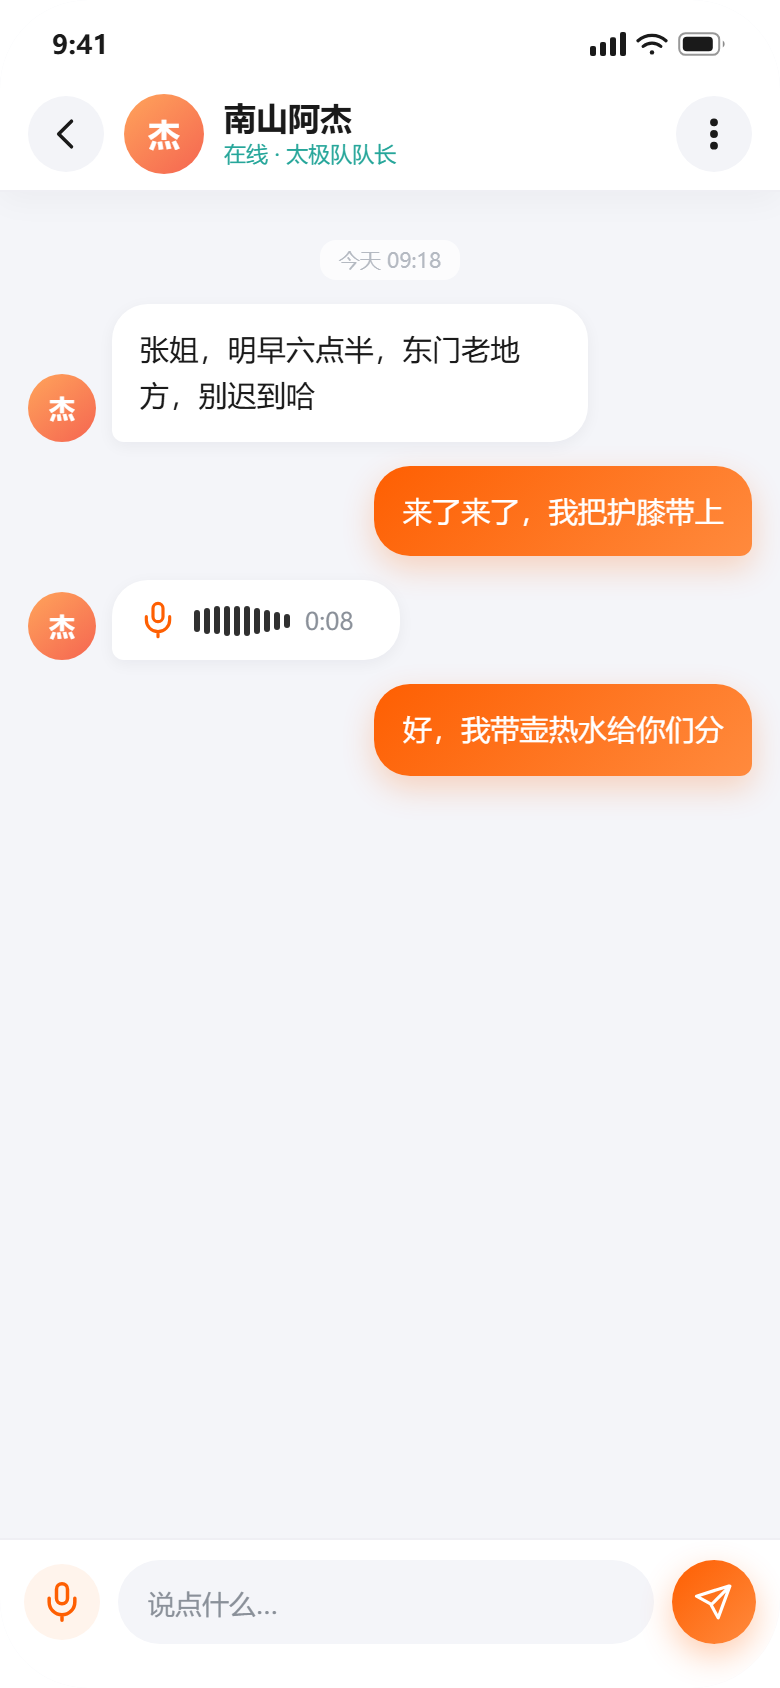 9:41
杰
南山阿杰
在线 · 太极队队长
今天 09:18
张姐，明早六点半，东门老地
方，别迟到哈
杰
来了来了，我把护膝带上
杰
0:08
好，我带壶热水给你们分
说点什么...